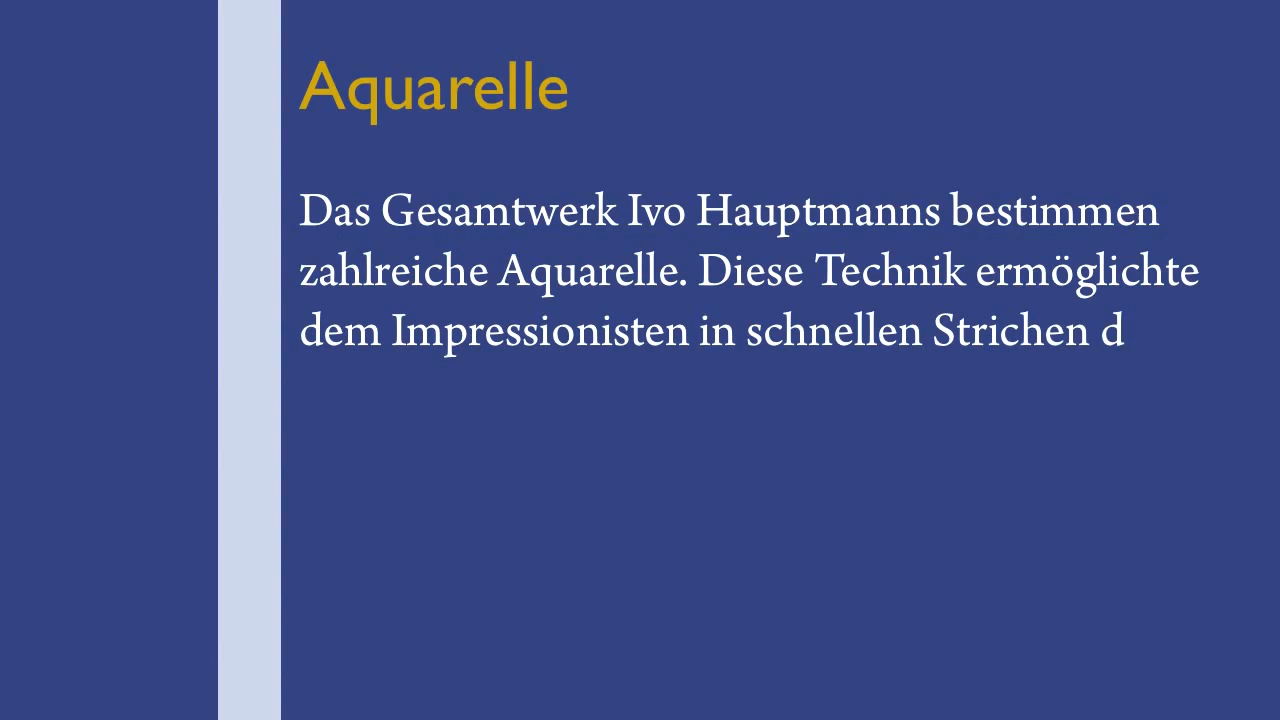 Aquarelle
Das Gesamtwerk Ivo Hauptmanns bestimmen
zahlreiche Aquarelle. Diese Technik ermöglichte
dem Impressionisten in schnellen Strichen d